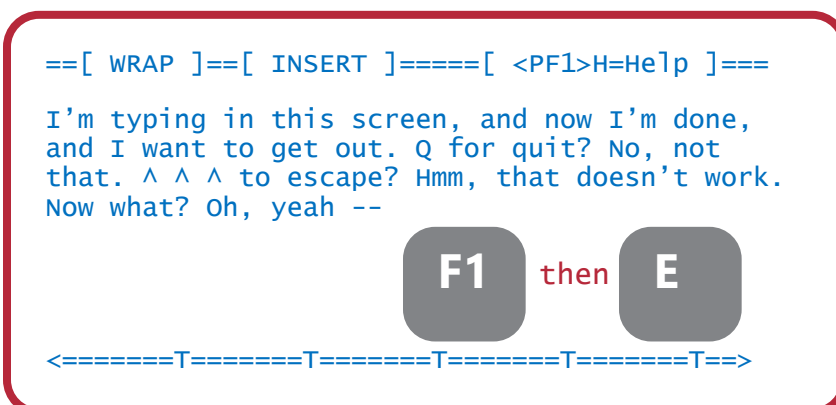 ==[ WRAP ]==[ INSERT ]=====[ <PF1>H=Help ]===
I’m typing in this screen, and now I’m done,
and I want to get out. Q for quit? No, not
that. ^ ^ ^ to escape? Hmm, that doesn’t work.
Now what? Oh, yeah --
F1 then E
<=======T=======T=======T=======T=======T==>